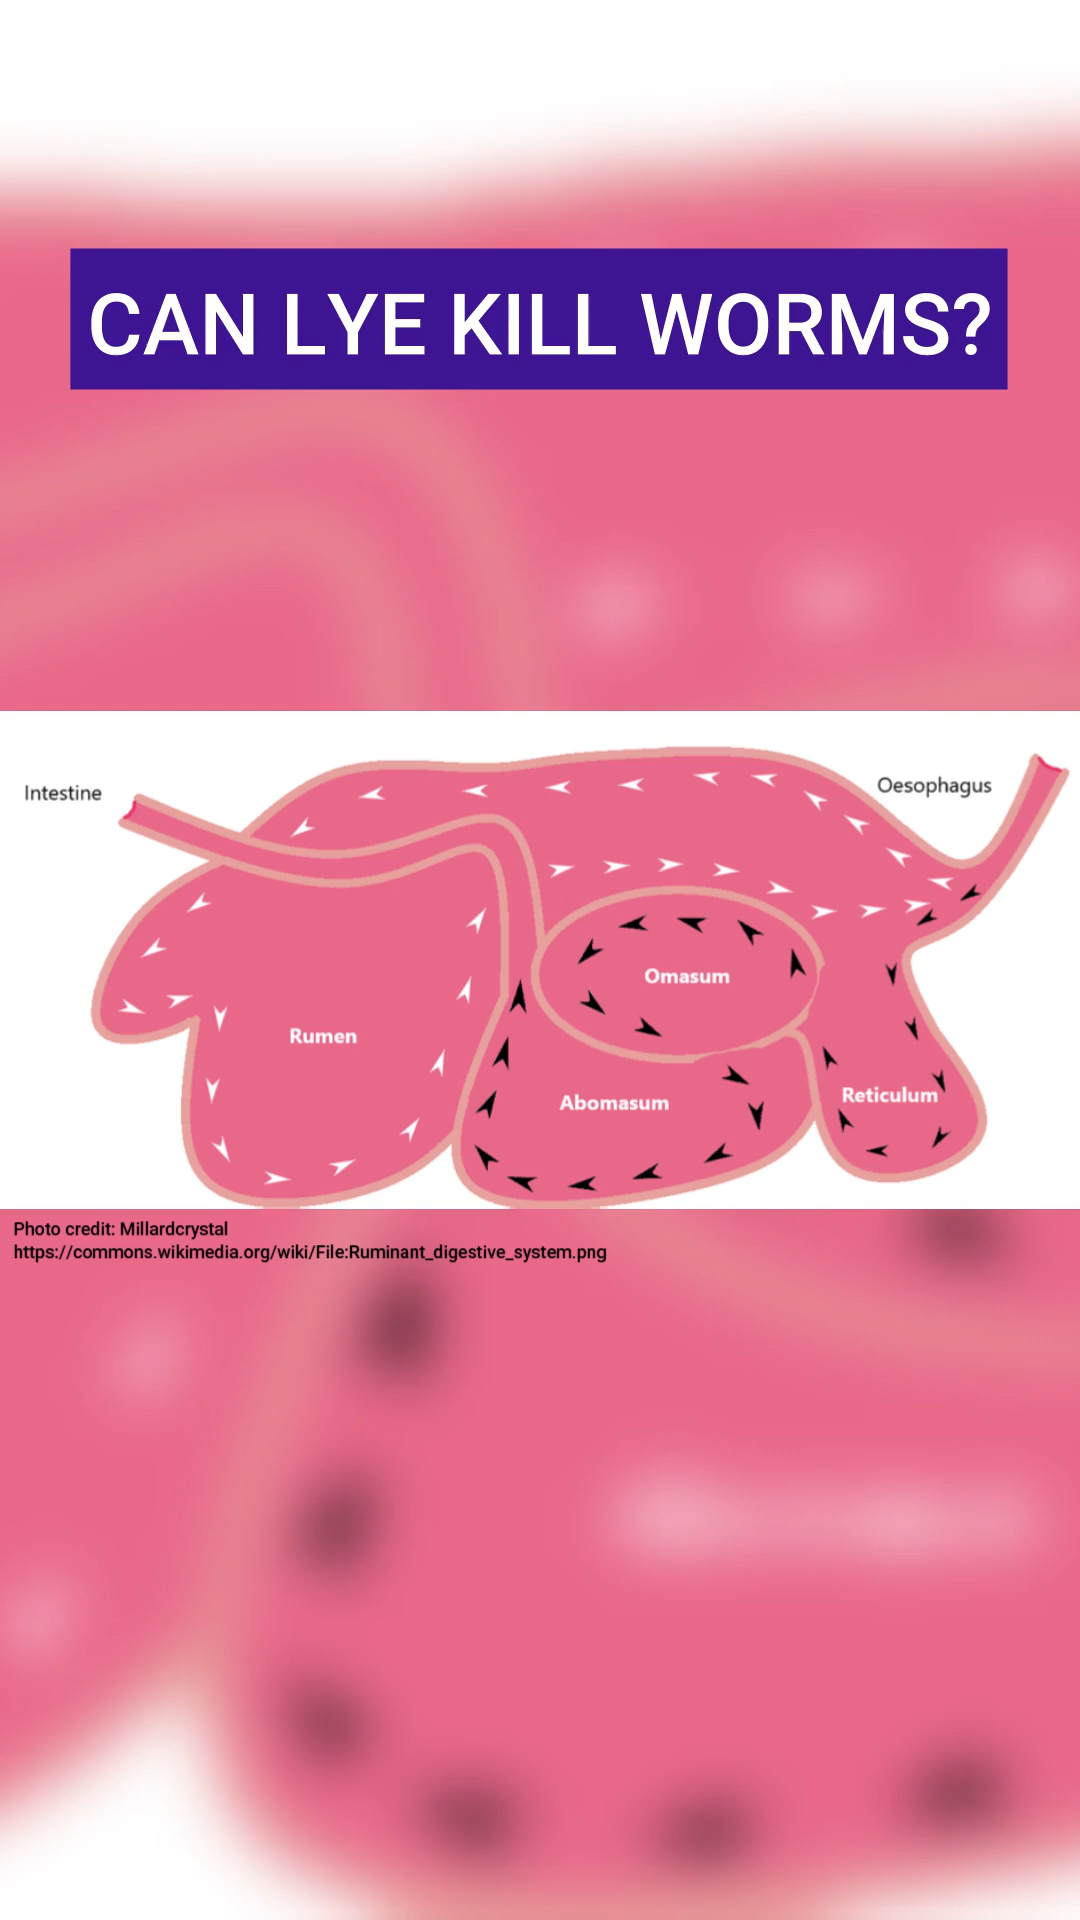 CAN LYE KILL WORMS?
Intestine
Oesophagus
Omasum
Rumen
Abomasum
Reticulum
Photo credit: Millardcrystal
https://commons.wikimedia.org/wiki/File:Ruminant_digestive_system.png